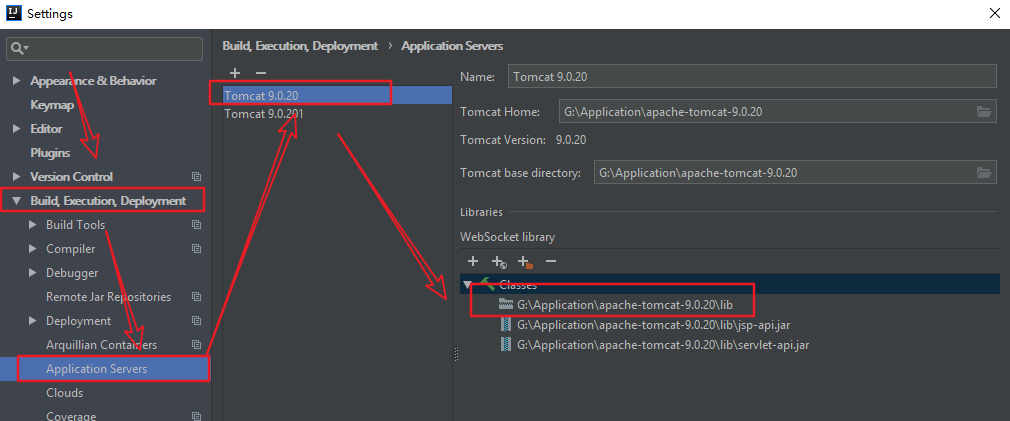 IJ
Settings
Appearance & Behavior
Keymap
Editor
Plugins
Version Control
Build, Execution, Deployment
Build Tools
Compiler
Debugger
Remote Jar Repositories
Deployment
Arquillian Containers
Application Servers
Clouds
Coverage
Build, Execution, Deployment › Application Servers
Tomcat 9.0.20
Tomcat 9.0.201
Name: Tomcat 9.0.20
Tomcat Home: G:\Application\apache-tomcat-9.0.20
Tomcat Version: 9.0.20
Tomcat base directory: G:\Application\apache-tomcat-9.0.20
Libraries
WebSocket library
Classes
G:\Application\apache-tomcat-9.0.20\lib
G:\Application\apache-tomcat-9.0.20\lib\jsp-api.jar
G:\Application\apache-tomcat-9.0.20\lib\servlet-api.jar